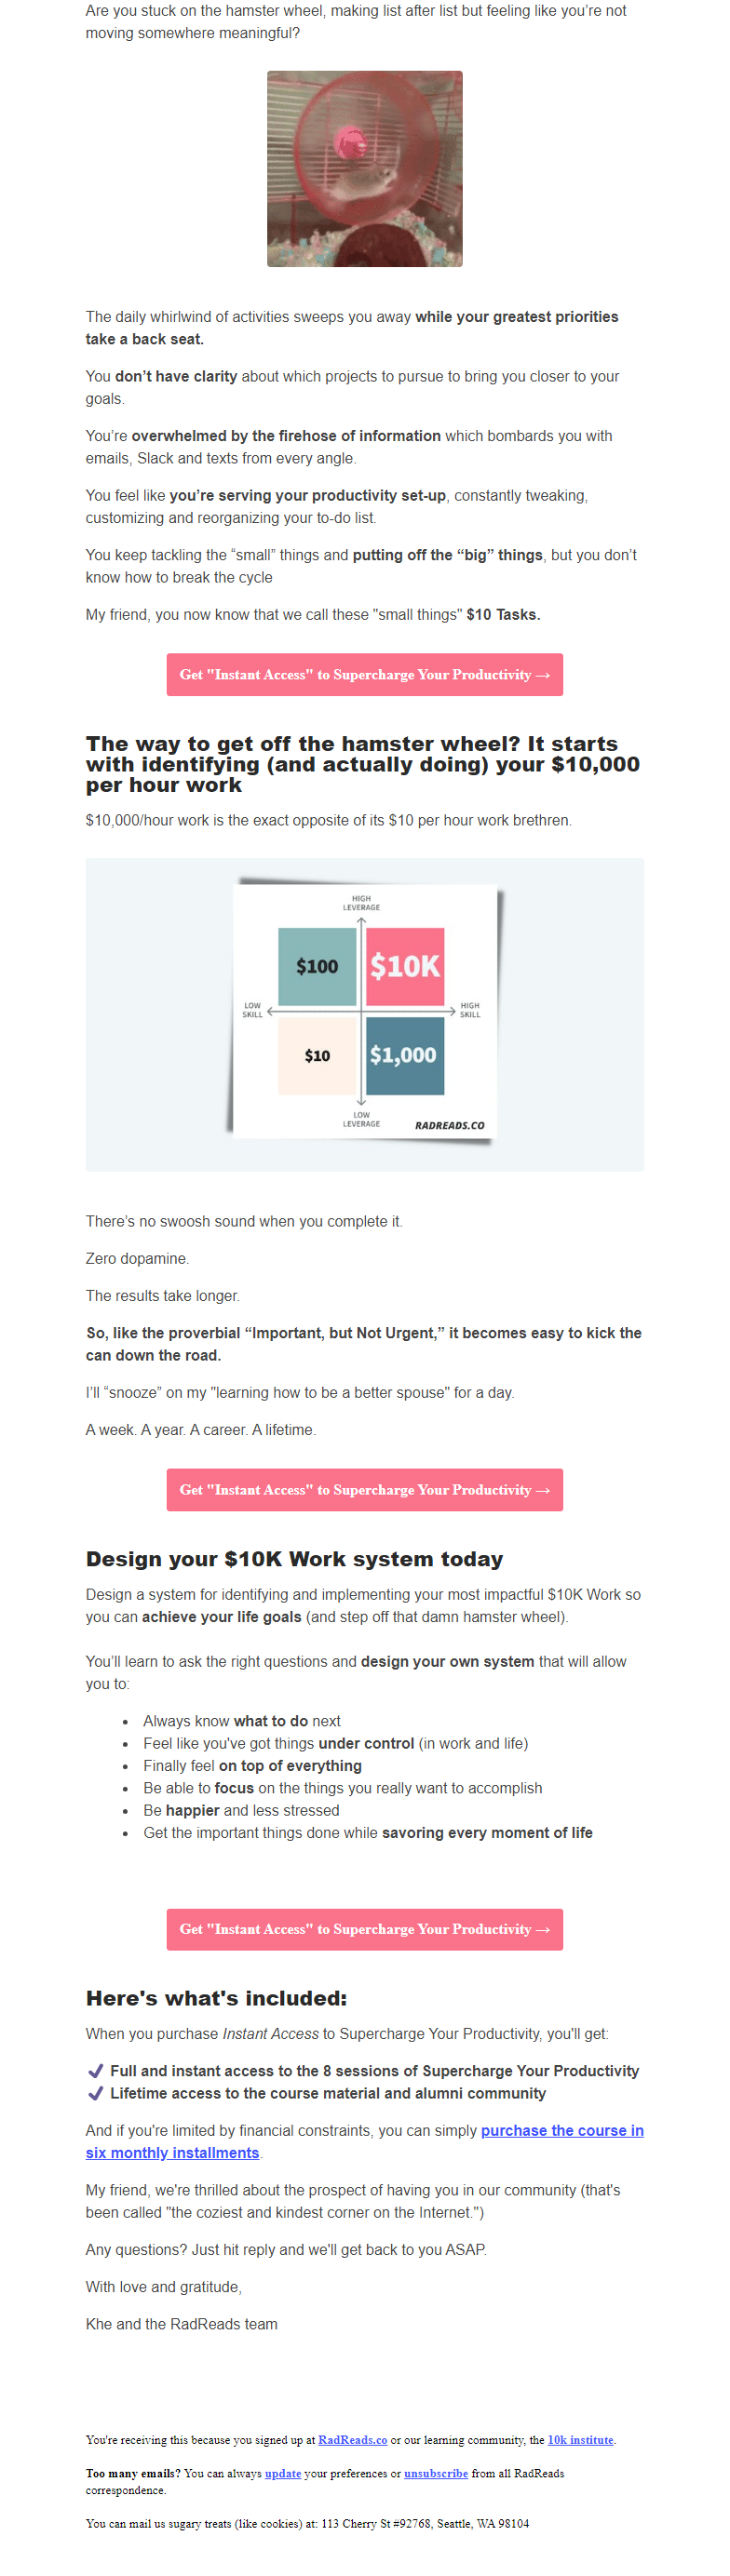 Are you stuck on the hamster wheel, making list after list but feeling like you’re not
moving somewhere meaningful?
The daily whirlwind of activities sweeps you away while your greatest priorities
take a back seat.
You don’t have clarity about which projects to pursue to bring you closer to your
goals.
You’re overwhelmed by the firehose of information which bombards you with
emails, Slack and texts from every angle.
You feel like you’re serving your productivity set-up, constantly tweaking,
customizing and reorganizing your to-do list.
You keep tackling the “small” things and putting off the “big” things, but you don’t
know how to break the cycle
My friend, you now know that we call these "small things" $10 Tasks.
Get "Instant Access" to Supercharge Your Productivity →
The way to get off the hamster wheel? It starts
with identifying (and actually doing) your $10,000
per hour work
$10,000/hour work is the exact opposite of its $10 per hour work brethren.
HIGH
LEVERAGE
$100
$10K
LOW
SKILL
HIGH
SKILL
$10
$1,000
LOW
LEVERAGE
RADREADS.CO
There’s no swoosh sound when you complete it.
Zero dopamine.
The results take longer.
So, like the proverbial “Important, but Not Urgent,” it becomes easy to kick the
can down the road.
I’ll “snooze” on my "learning how to be a better spouse" for a day.
A week. A year. A career. A lifetime.
Get "Instant Access" to Supercharge Your Productivity →
Design your $10K Work system today
Design a system for identifying and implementing your most impactful $10K Work so
you can achieve your life goals (and step off that damn hamster wheel).
You’ll learn to ask the right questions and design your own system that will allow
you to:
• Always know what to do next
• Feel like you've got things under control (in work and life)
• Finally feel on top of everything
• Be able to focus on the things you really want to accomplish
• Be happier and less stressed
• Get the important things done while savoring every moment of life
Get "Instant Access" to Supercharge Your Productivity →
Here's what's included:
When you purchase Instant Access to Supercharge Your Productivity, you'll get:
✔ Full and instant access to the 8 sessions of Supercharge Your Productivity
✔ Lifetime access to the course material and alumni community
And if you're limited by financial constraints, you can simply purchase the course in
six monthly installments.
My friend, we're thrilled about the prospect of having you in our community (that's
been called "the coziest and kindest corner on the Internet.")
Any questions? Just hit reply and we'll get back to you ASAP.
With love and gratitude,
Khe and the RadReads team
You're receiving this because you signed up at RadReads.co or our learning community, the 10k institute.
Too many emails? You can always update your preferences or unsubscribe from all RadReads
correspondence.
You can mail us sugary treats (like cookies) at: 113 Cherry St #92768, Seattle, WA 98104